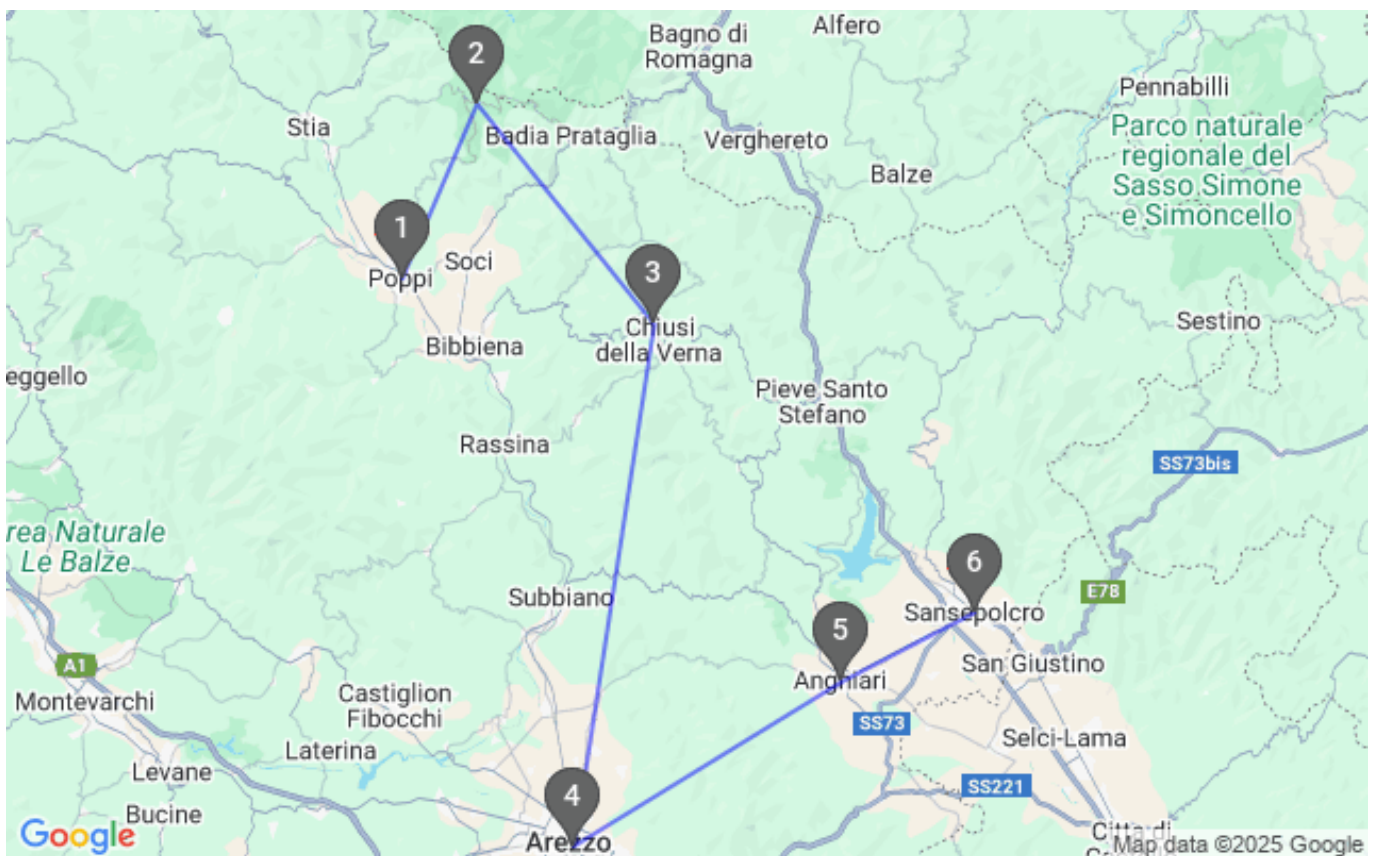 Bagno di
Romagna
Alfero
2
Pennabilli
Stia
Badia Prataglia
Verghereto
Parco naturale
regionale del
Sasso Simone
e Simoncello
Balze
1
Poppi
Soci
3
Chiusi
della Verna
Sestino
Bibbiena
eggello
Pieve Santo
Stefano
Rassina
SS73bis
rea Naturale
Le Balze
6
Sansepolcro
E78
Subbiano
5
Anghiari
San Giustino
A1
Montevarchi
Castiglion
Fibocchi
SS73
Laterina
Selci-Lama
Levane
SS221
4
Bucine
Arezzo
Google
Città di
Map data ©2025 Google